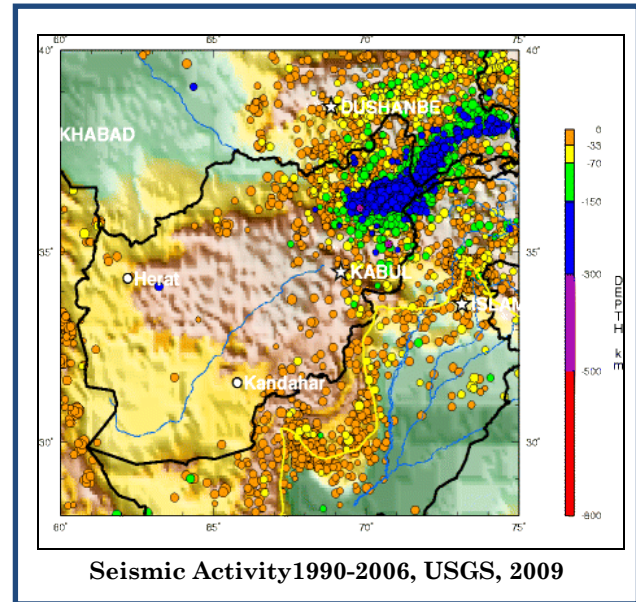 60° 65° 70° 75°
40° 40°
DUSHANBE
KHABAD
35° 35°
Herat
KABUL
ISLAM
Kandahar
30° 30°
60° 65° 70° 75°
0
-33
-70
-150
-300
-500
-800
DEPTH km
Seismic Activity1990-2006, USGS, 2009